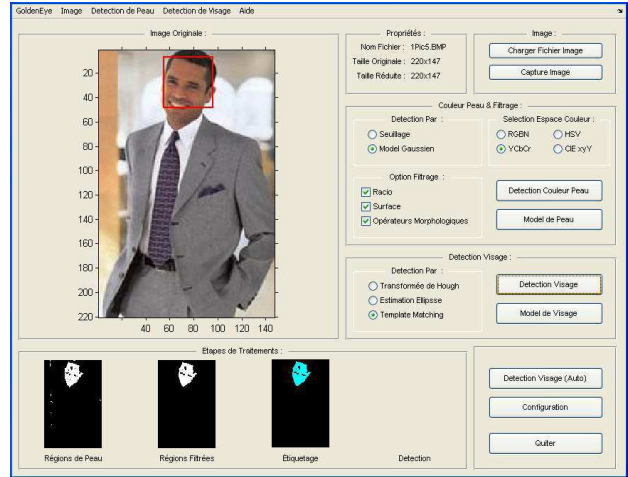 GoldenEye Image Detection de Peau Detection de Visage Aide
Image Originale :
20
40
60
80
100
120
140
160
180
200
220
40 60 80 100 120 140
Propriétés :
Nom Fichier : 1Pic5.BMP
Taille Originale : 220x147
Taille Réduite : 220x147
Image :
Charger Fichier Image
Capture Image
Couleur Peau & Filtrage :
Detection Par :
Seuillage
Model Gaussien
Selection Espace Couleur :
RGBN HSV
YCbCr CIE xyY
Option Filtrage :
Racio
Surface
Opérateurs Morphologiques
Detection Couleur Peau
Model de Peau
Detection Visage :
Detection Par :
Transformée de Hough
Estimation Ellipsse
Template Matching
Detection Visage
Model de Visage
Etapes de Traitements :
Régions de Peau Régions Filtrées Etiquetage Detection
Detection Visage (Auto)
Configuration
Quiter